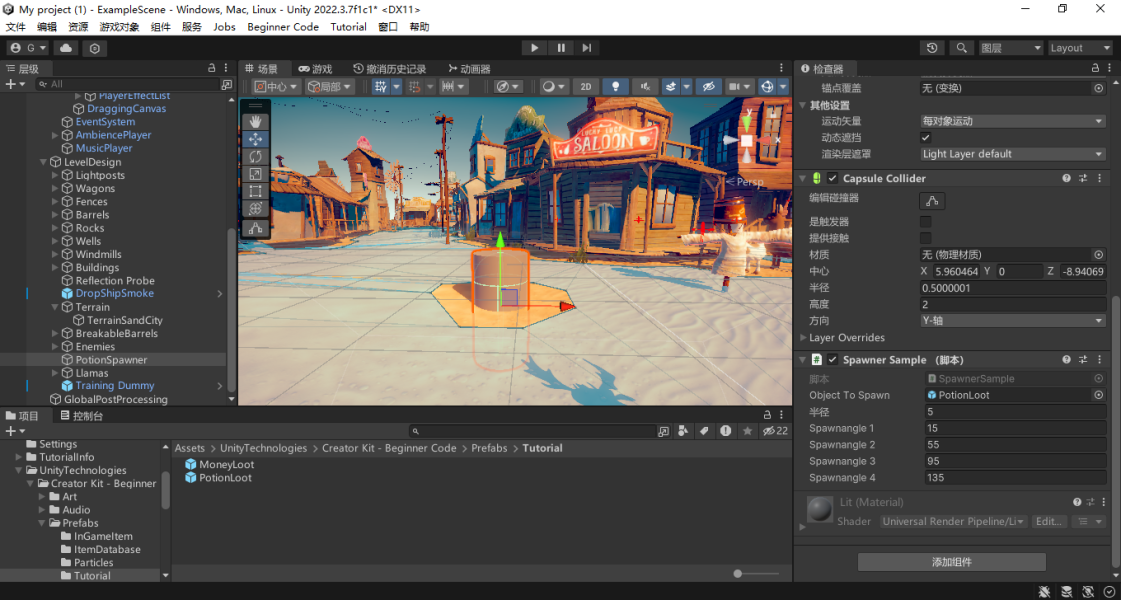 My project (1) - ExampleScene - Windows, Mac, Linux - Unity 2022.3.7f1c1* <DX11>
文件 编辑 资源 游戏对象 组件 服务 Jobs Beginner Code Tutorial 窗口 帮助
G 图层 Layout
层级
All
PlayerEffectList
DraggingCanvas
EventSystem
AmbiencePlayer
MusicPlayer
LevelDesign
Lightposts
Wagons
Fences
Barrels
Rocks
Wells
Windmills
Buildings
Reflection Probe
DropShipSmoke
Terrain
TerrainSandCity
BreakableBarrels
Enemies
PotionSpawner
Llamas
Training Dummy
GlobalPostProcessing
场景 游戏 撤消历史记录 动画器
中心 局部 2D
LUCKY SHOT
SALOON
y
x
Persp
项目 控制台
22
Settings
TutorialInfo
UnityTechnologies
Creator Kit - Beginner
Art
Audio
Prefabs
InGameItem
ItemDatabase
Particles
Tutorial
Assets > UnityTechnologies > Creator Kit - Beginner Code > Prefabs > Tutorial
MoneyLoot
PotionLoot
检查器
锚点覆盖 无 (变换)
其他设置
运动矢量 每对象运动
动态遮挡
渲染层遮罩 Light Layer default
Capsule Collider
编辑碰撞器
是触发器
提供接触
材质 无 (物理材质)
中心 X 5.960464 Y 0 Z -8.94069
半径 0.5000001
高度 2
方向 Y-轴
Layer Overrides
# Spawner Sample （脚本）
脚本 SpawnerSample
Object To Spawn PotionLoot
半径 5
Spawnangle 1 15
Spawnangle 2 55
Spawnangle 3 95
Spawnangle 4 135
Lit (Material)
Shader Universal Render Pipeline/Li Edit...
添加组件